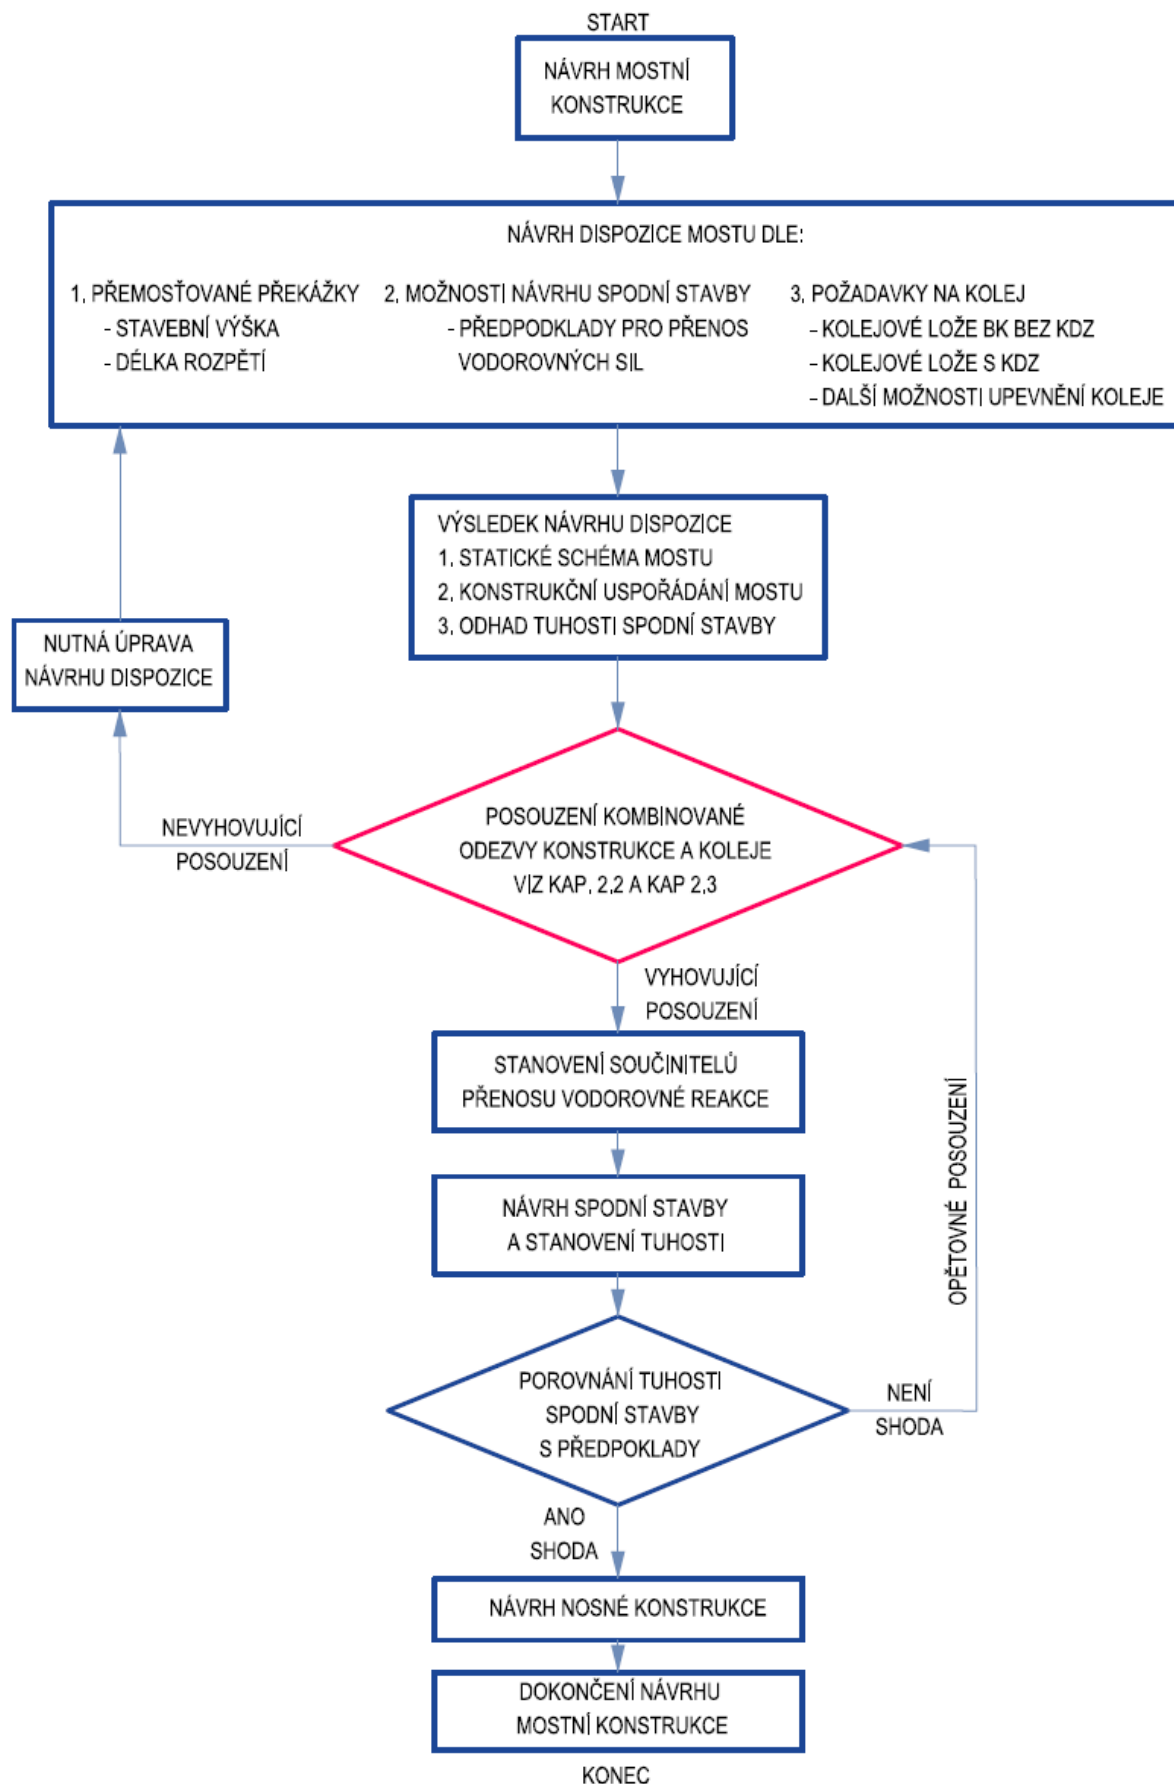 START
NÁVRH MOSTNÍ
KONSTRUKCE
NÁVRH DISPOZICE MOSTU DLE:
1. PŘEMOSŤOVANÉ PŘEKÁŽKY
- STAVEBNÍ VÝŠKA
- DÉLKA ROZPĚTÍ
2. MOŽNOSTI NÁVRHU SPODNÍ STAVBY
- PŘEDPODKLADY PRO PŘENOS
VODOROVNÝCH SIL
3. POŽADAVKY NA KOLEJ
- KOLEJOVÉ LOŽE BK BEZ KDZ
- KOLEJOVÉ LOŽE S KDZ
- DALŠÍ MOŽNOSTI UPEVNĚNÍ KOLEJE
VÝSLEDEK NÁVRHU DISPOZICE
1. STATICKÉ SCHÉMA MOSTU
2. KONSTRUKČNÍ USPOŘÁDÁNÍ MOSTU
3. ODHAD TUHOSTI SPODNÍ STAVBY
NUTNÁ ÚPRAVA
NÁVRHU DISPOZICE
NEVYHOVUJÍCÍ
POSOUZENÍ
POSOUZENÍ KOMBINOVANÉ
ODEZVY KONSTRUKCE A KOLEJE
VIZ KAP. 2.2 A KAP 2.3
VYHOVUJÍCÍ
POSOUZENÍ
STANOVENÍ SOUČINITELŮ
PŘENOSU VODOROVNÉ REAKCE
NÁVRH SPODNÍ STAVBY
A STANOVENÍ TUHOSTI
OPĚTOVNÉ POSOUZENÍ
POROVNÁNÍ TUHOSTI
SPODNÍ STAVBY
S PŘEDPOKLADY
NENÍ
SHODA
ANO
SHODA
NÁVRH NOSNÉ KONSTRUKCE
DOKONČENÍ NÁVRHU
MOSTNÍ KONSTRUKCE
KONEC